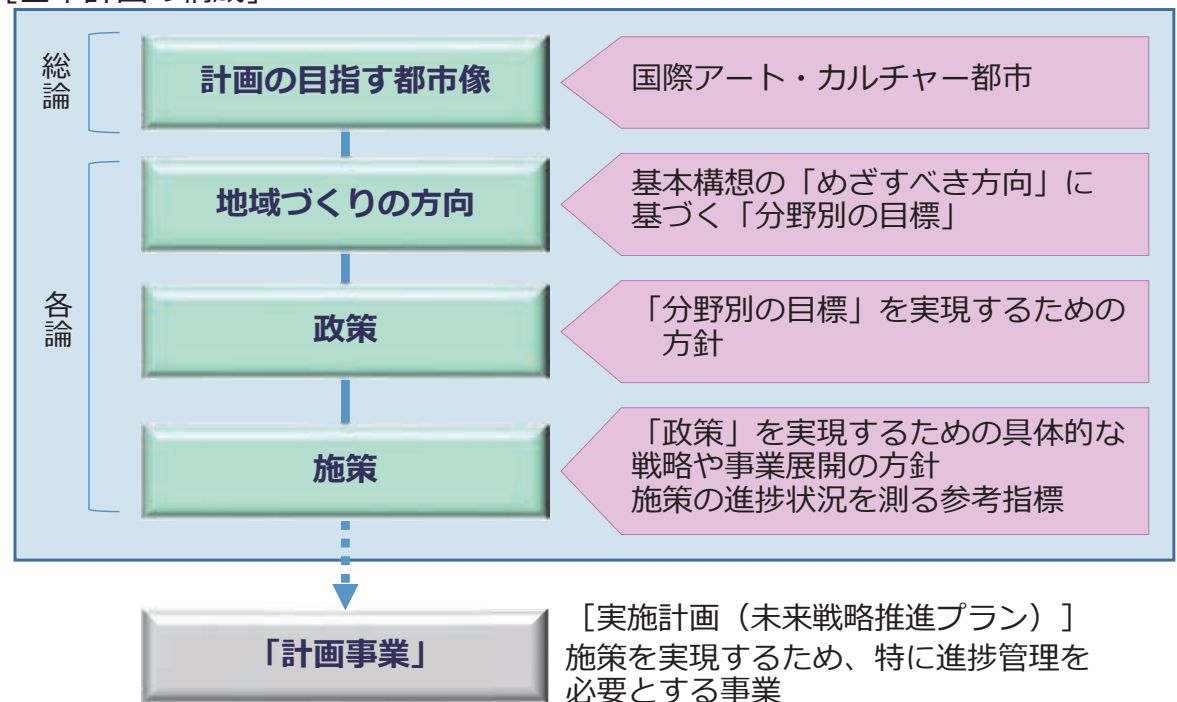 総論
計画の目指す都市像
国際アート・カルチャー都市
各論
地域づくりの方向
基本構想の「めざすべき方向」に
基づく「分野別の目標」
政策
「分野別の目標」を実現するための
方針
施策
「政策」を実現するための具体的な
戦略や事業展開の方針
施策の進捗状況を測る参考指標
「計画事業」
［実施計画（未来戦略推進プラン）］
施策を実現するため、特に進捗管理を
必要とする事業